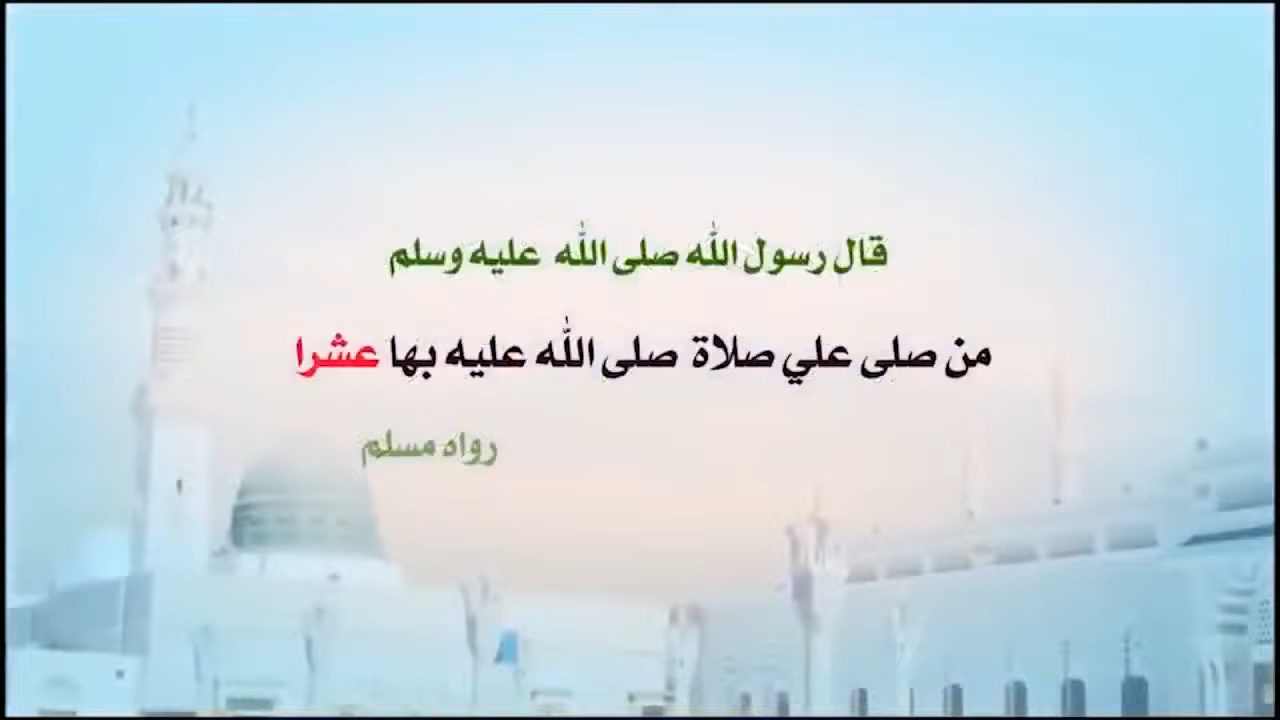 قال رسول الله صلى الله عليه وسلم
من صلى علي صلاة صلى الله عليه بها عشرا
رواه مسلم